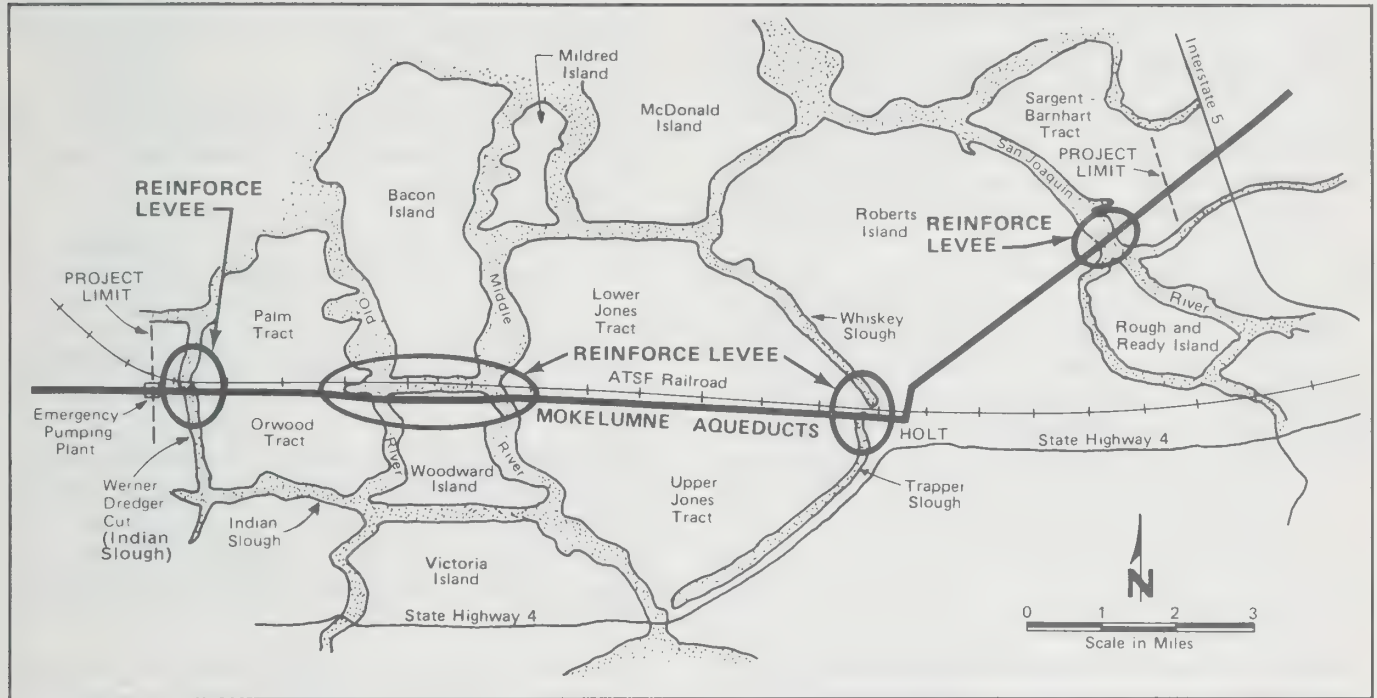 Mildred
Island
McDonald
Island
Sargent -
Barnhart
Tract
Interstate 5
PROJECT
LIMIT
San Joaquin
REINFORCE
LEVEE
Bacon
Island
Roberts
Island
REINFORCE
LEVEE
PROJECT
LIMIT
Palm
Tract
Old
Middle
Lower
Jones
Tract
Whiskey
Slough
River
Rough and
Ready Island
REINFORCE LEVEE
ATSF Railroad
Emergency
Pumping
Plant
Orwood
Tract
MOKELUMNE AQUEDUCTS
HOLT
State Highway 4
River
River
Woodward
Island
Werner
Dredger
Cut
(Indian
Slough)
Indian
Slough
Upper
Jones
Tract
Trapper
Slough
Victoria
Island
State Highway 4
N
0 1 2 3
Scale in Miles